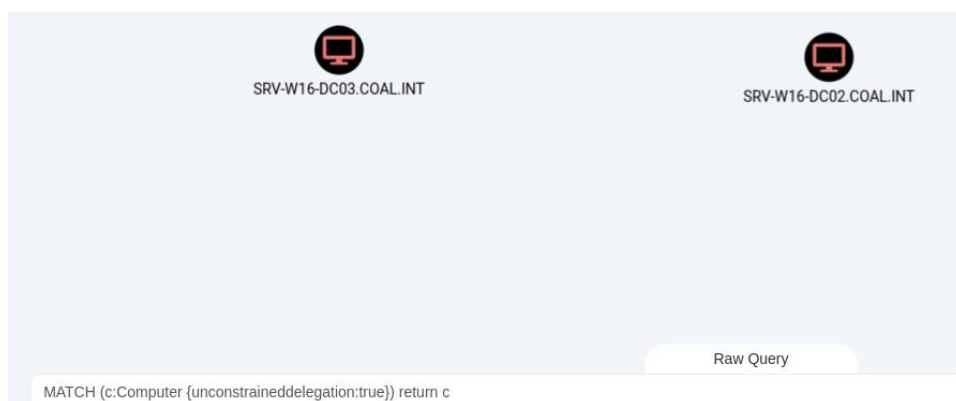 SRV-W16-DC03.COAL.INT
SRV-W16-DC02.COAL.INT
Raw Query
MATCH (c:Computer {unconstraineddelegation:true}) return c